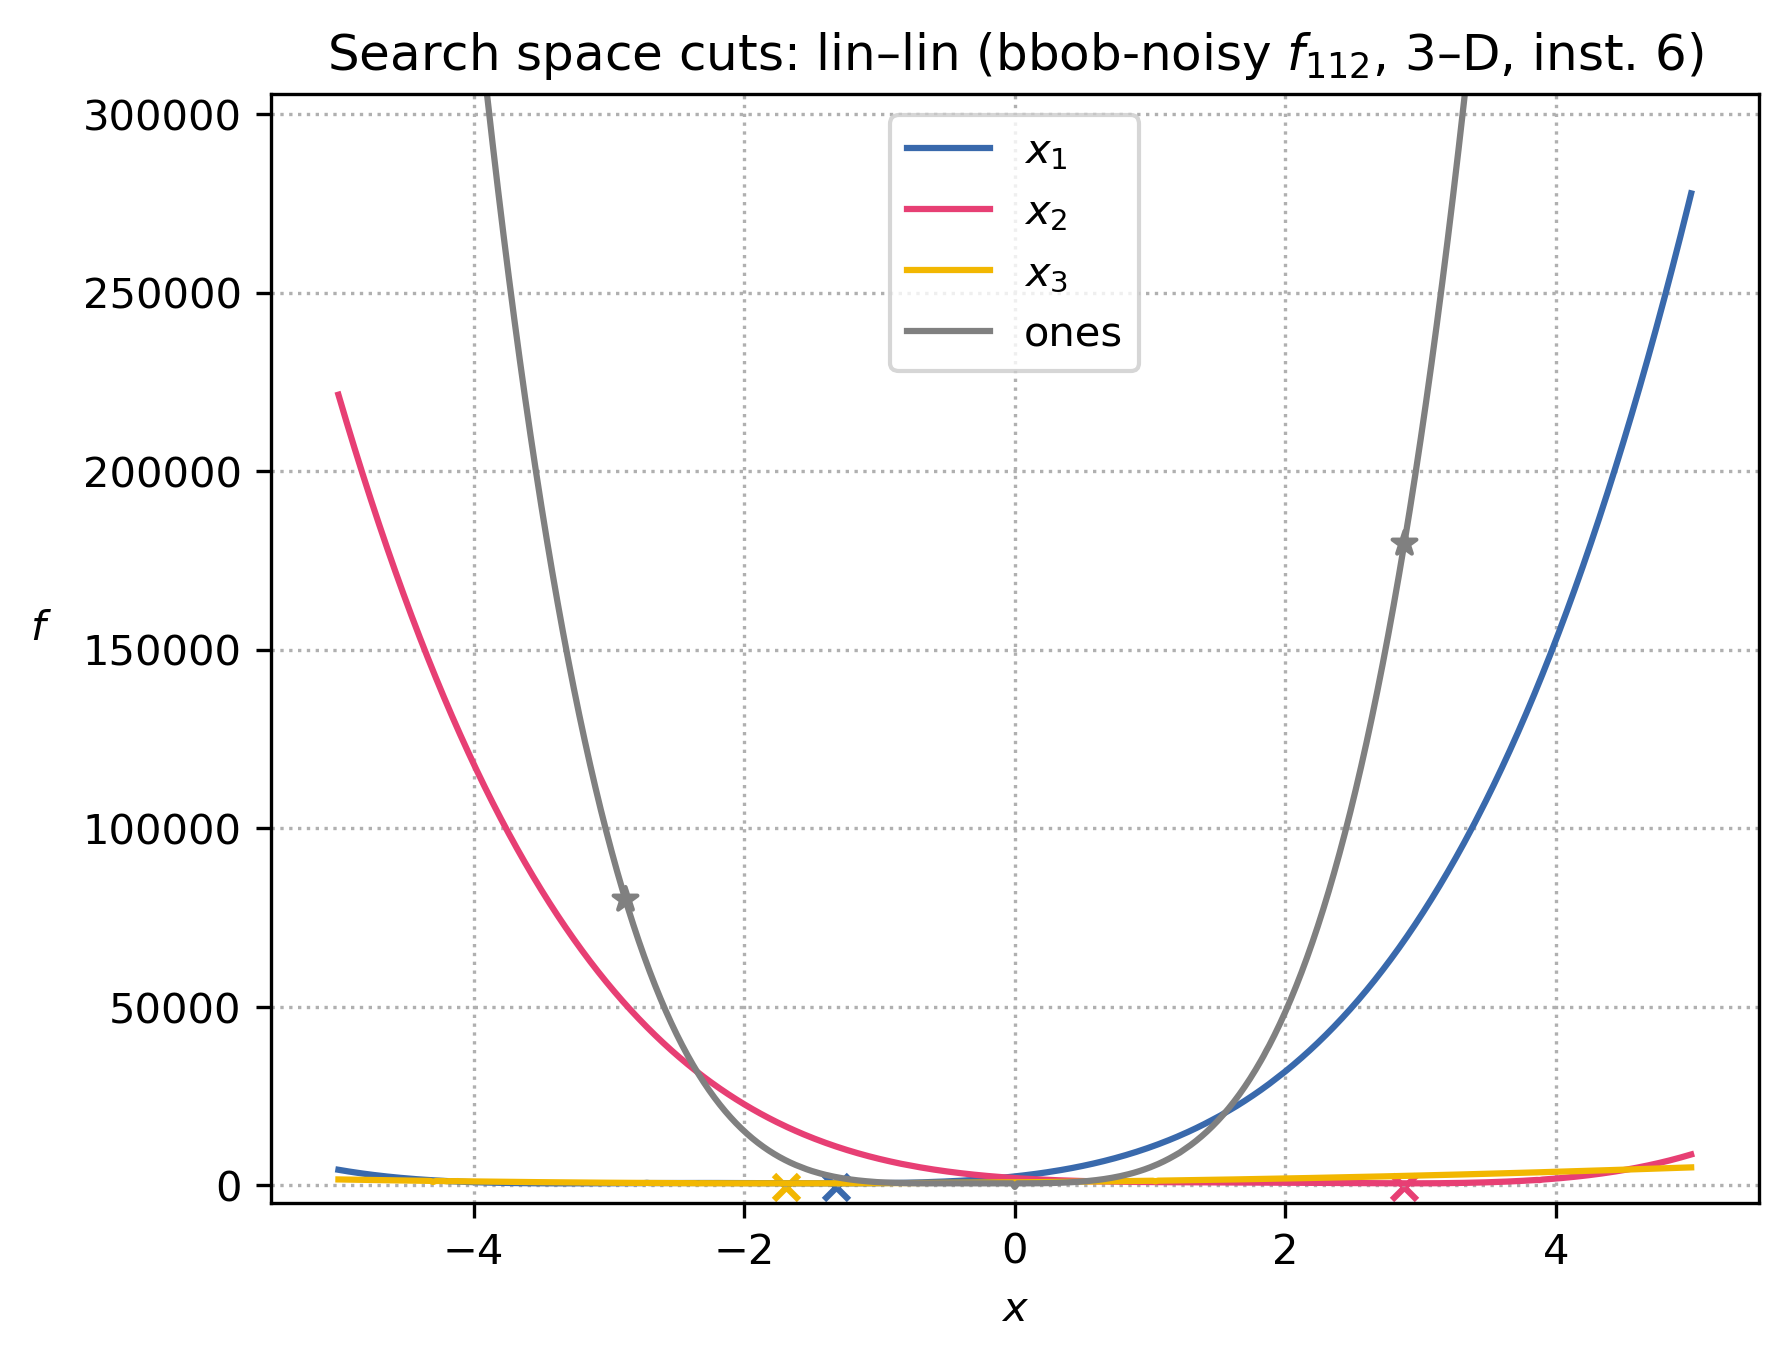 Search space cuts: lin–lin (bbob-noisy f₁₁₂, 3–D, inst. 6)
300000
250000
200000
150000
100000
50000
0
f
x₁
x₂
x₃
ones
−4 −2 0 2 4
x